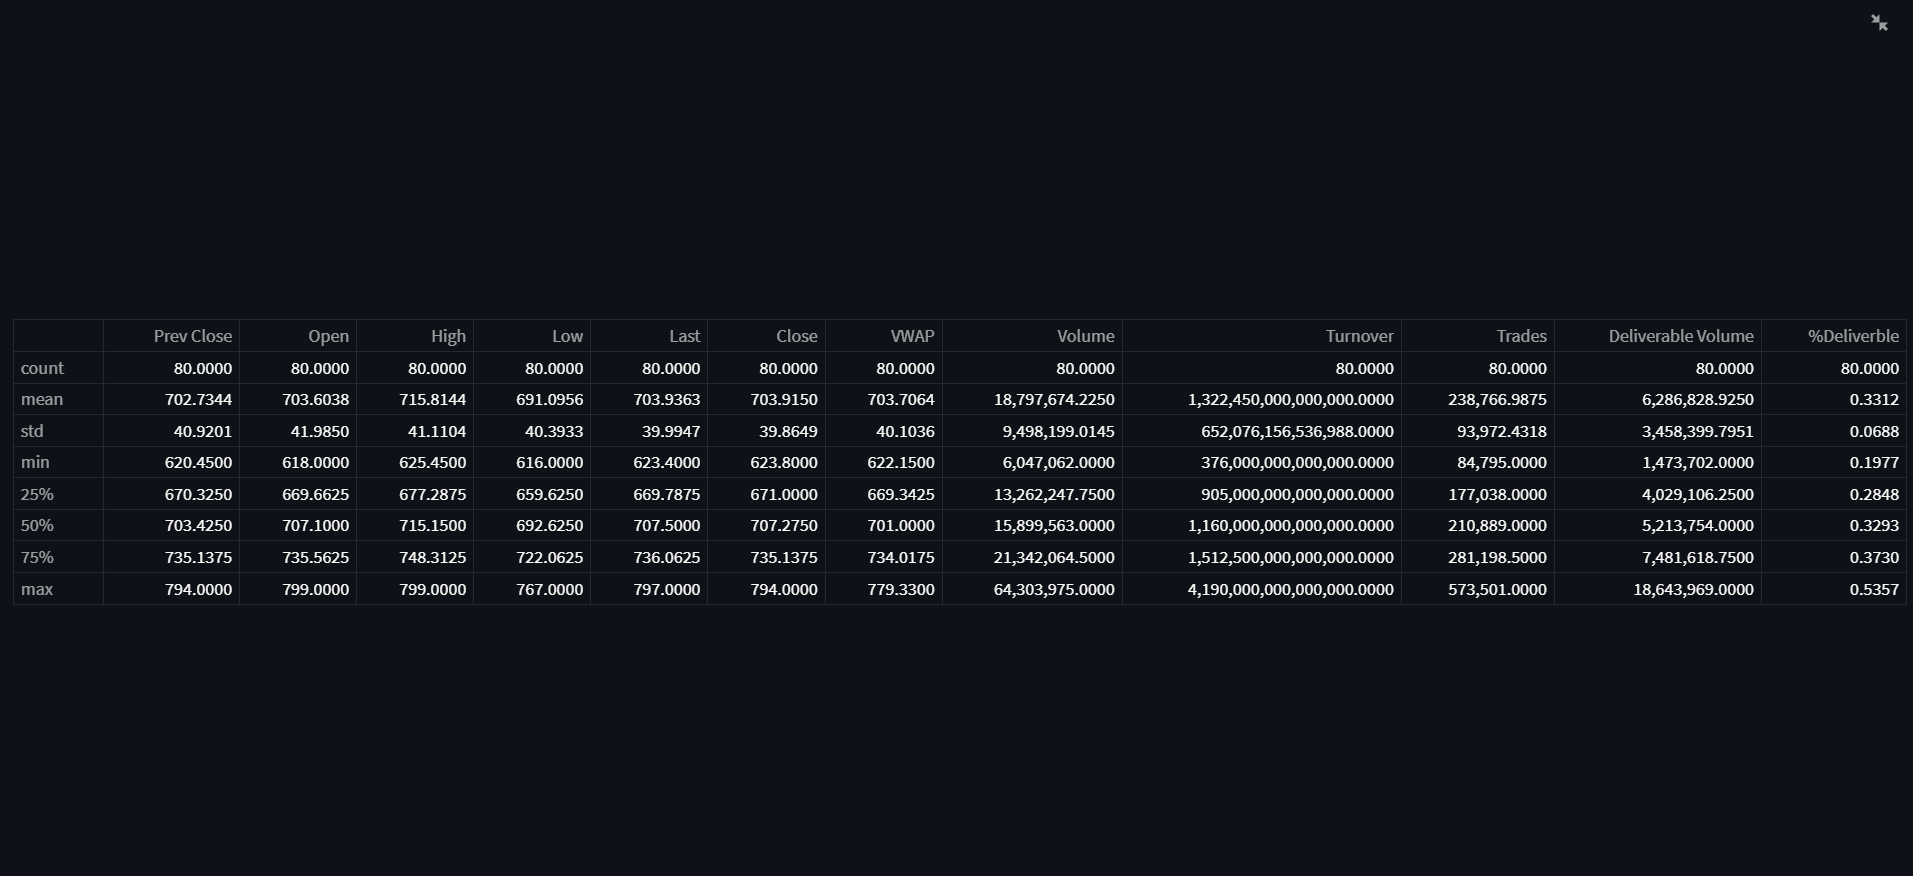 Prev Close Open High Low Last Close VWAP Volume Turnover Trades Deliverable Volume %Deliverble
count 80.0000 80.0000 80.0000 80.0000 80.0000 80.0000 80.0000 80.0000 80.0000 80.0000 80.0000 80.0000
mean 702.7344 703.6038 715.8144 691.0956 703.9363 703.9150 703.7064 18,797,674.2250 1,322,450,000,000,000.0000 238,766.9875 6,286,828.9250 0.3312
std 40.9201 41.9850 41.1104 40.3933 39.9947 39.8649 40.1036 9,498,199.0145 652,076,156,536,988.0000 93,972.4318 3,458,399.7951 0.0688
min 620.4500 618.0000 625.4500 616.0000 623.4000 623.8000 622.1500 6,047,062.0000 376,000,000,000,000.0000 84,795.0000 1,473,702.0000 0.1977
25% 670.3250 669.6625 677.2875 659.6250 669.7875 671.0000 669.3425 13,262,247.7500 905,000,000,000,000.0000 177,038.0000 4,029,106.2500 0.2848
50% 703.4250 707.1000 715.1500 692.6250 707.5000 707.2750 701.0000 15,899,563.0000 1,160,000,000,000,000.0000 210,889.0000 5,213,754.0000 0.3293
75% 735.1375 735.5625 748.3125 722.0625 736.0625 735.1375 734.0175 21,342,064.5000 1,512,500,000,000,000.0000 281,198.5000 7,481,618.7500 0.3730
max 794.0000 799.0000 799.0000 767.0000 797.0000 794.0000 779.3300 64,303,975.0000 4,190,000,000,000,000.0000 573,501.0000 18,643,969.0000 0.5357